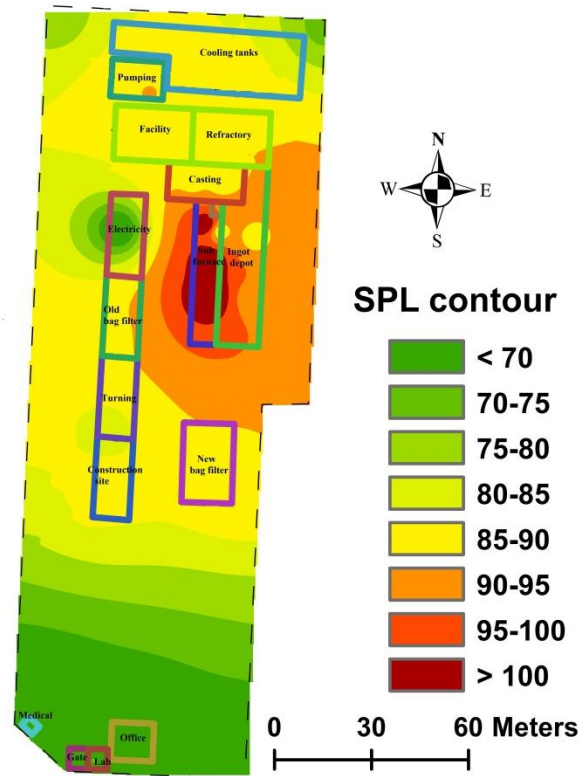 Cooling tanks
Pumping
Facility
Refractory
Casting
Electricity
Ingot
depot
furnace
Old
bag filter
Turning
New
bag filter
Construction
site
Medical
Gate
Lab
Office
N
W
E
S
SPL contour
< 70
70-75
75-80
80-85
85-90
90-95
95-100
> 100
0 30 60 Meters